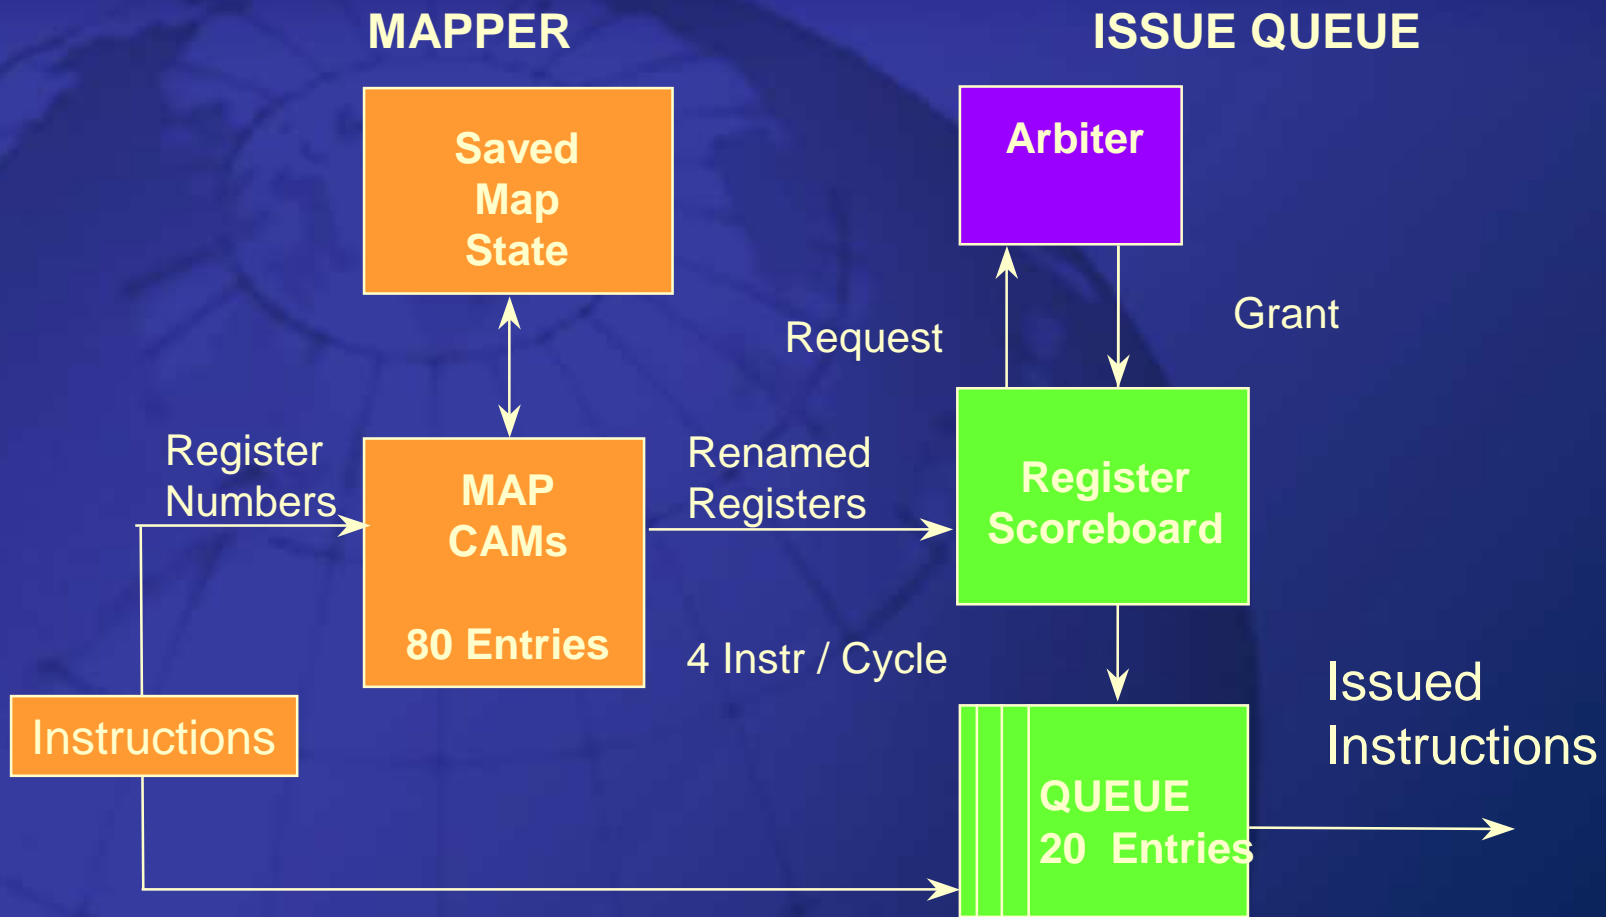 MAPPER
ISSUE QUEUE
Saved
Map
State
Arbiter
Request
Grant
Register
Numbers
MAP
CAMs
80 Entries
Renamed
Registers
4 Instr / Cycle
Register
Scoreboard
Instructions
QUEUE
20 Entries
Issued
Instructions